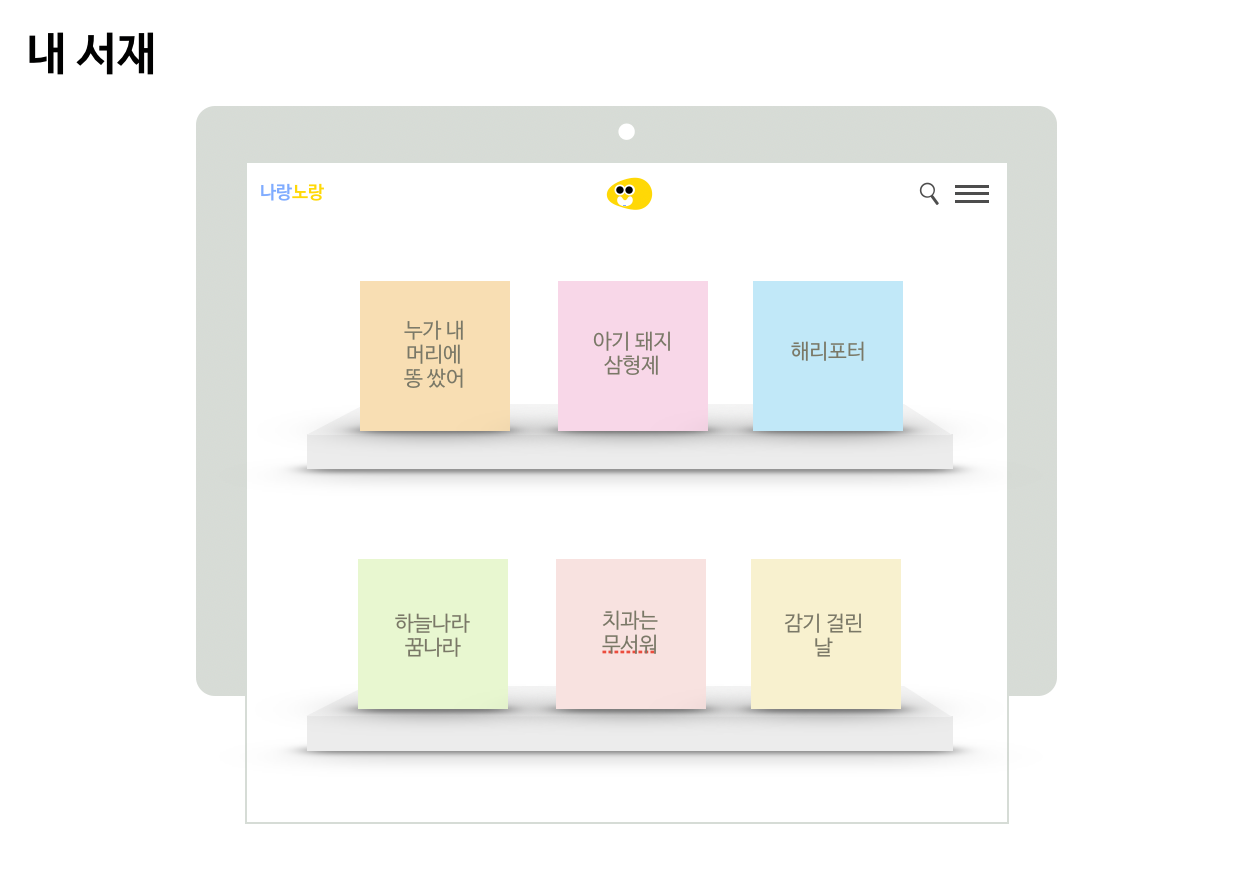 내 서재
나랑노랑
누가 내
머리에
똥 쌌어
아기 돼지
삼형제
해리포터
하늘나라
꿈나라
치과는
무서워
감기 걸린
날